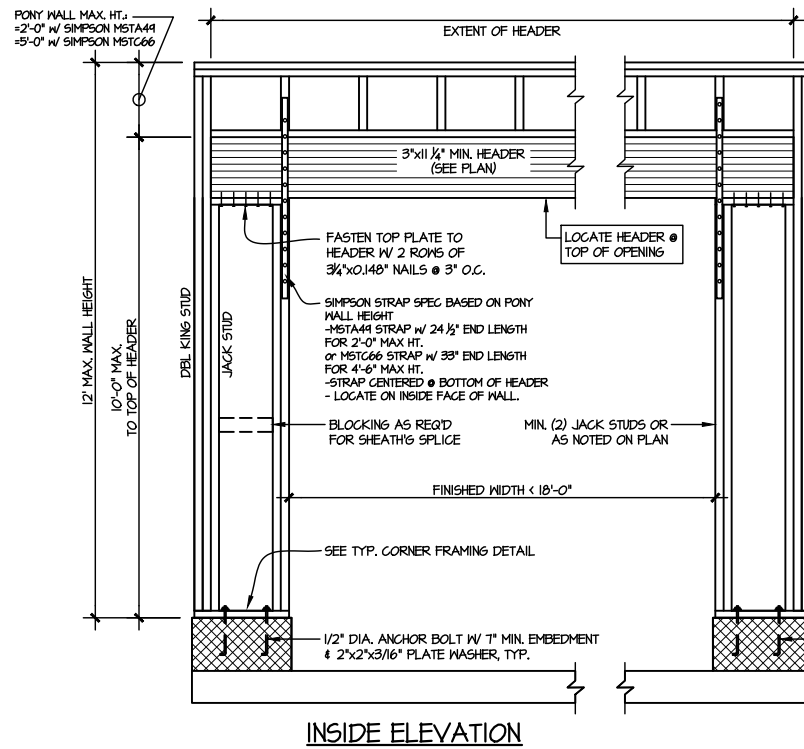 PONY WALL MAX. HT.:
=2'-0" W/ SIMPSON MSTA49
=5'-0" W/ SIMPSON MSTC66
EXTENT OF HEADER
3"x11 1/4" MIN. HEADER
(SEE PLAN)
FASTEN TOP PLATE TO
HEADER W/ 2 ROWS OF
3 1/4"x0.148" NAILS @ 3" O.C.
LOCATE HEADER @
TOP OF OPENING
SIMPSON STRAP SPEC BASED ON PONY
WALL HEIGHT
-MSTA49 STRAP W/ 24 1/2" END LENGTH
FOR 2'-0" MAX HT.
or MSTC66 STRAP W/ 33" END LENGTH
FOR 4'-6" MAX HT.
-STRAP CENTERED @ BOTTOM OF HEADER
- LOCATE ON INSIDE FACE OF WALL.
12' MAX. WALL HEIGHT
10'-0" MAX.
TO TOP OF HEADER
DBL KING STUD
JACK STUD
BLOCKING AS REQ'D
FOR SHEATH'G SPLICE
MIN. (2) JACK STUDS OR
AS NOTED ON PLAN
FINISHED WIDTH < 18'-0"
SEE TYP. CORNER FRAMING DETAIL
1/2" DIA. ANCHOR BOLT W/ 7" MIN. EMBEDMENT
& 2"x2"x3/16" PLATE WASHER, TYP.
INSIDE ELEVATION